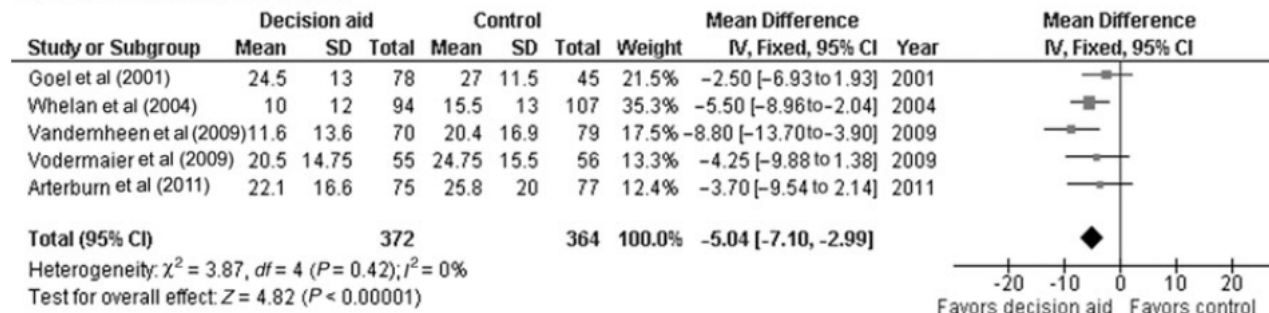 Decision aid Control Mean Difference Mean Difference
Study or Subgroup Mean SD Total Mean SD Total Weight IV, Fixed, 95% CI Year IV, Fixed, 95% CI
Goel et al (2001) 24.5 13 78 27 11.5 45 21.5% −2.50 [−6.93 to 1.93] 2001
Whelan et al (2004) 10 12 94 15.5 13 107 35.3% −5.50 [−8.96 to −2.04] 2004
Vandemheen et al (2009) 11.6 13.6 70 20.4 16.9 79 17.5% −8.80 [−13.70 to −3.90] 2009
Vodermaier et al (2009) 20.5 14.75 55 24.75 15.5 56 13.3% −4.25 [−9.88 to 1.38] 2009
Arterburn et al (2011) 22.1 16.6 75 25.8 20 77 12.4% −3.70 [−9.54 to 2.14] 2011
Total (95% CI) 372 364 100.0% −5.04 [−7.10, −2.99]
Heterogeneity: χ² = 3.87, df = 4 (P = 0.42); I² = 0%
Test for overall effect: Z = 4.82 (P < 0.00001)
-20 -10 0 10 20
Favors decision aid Favors control